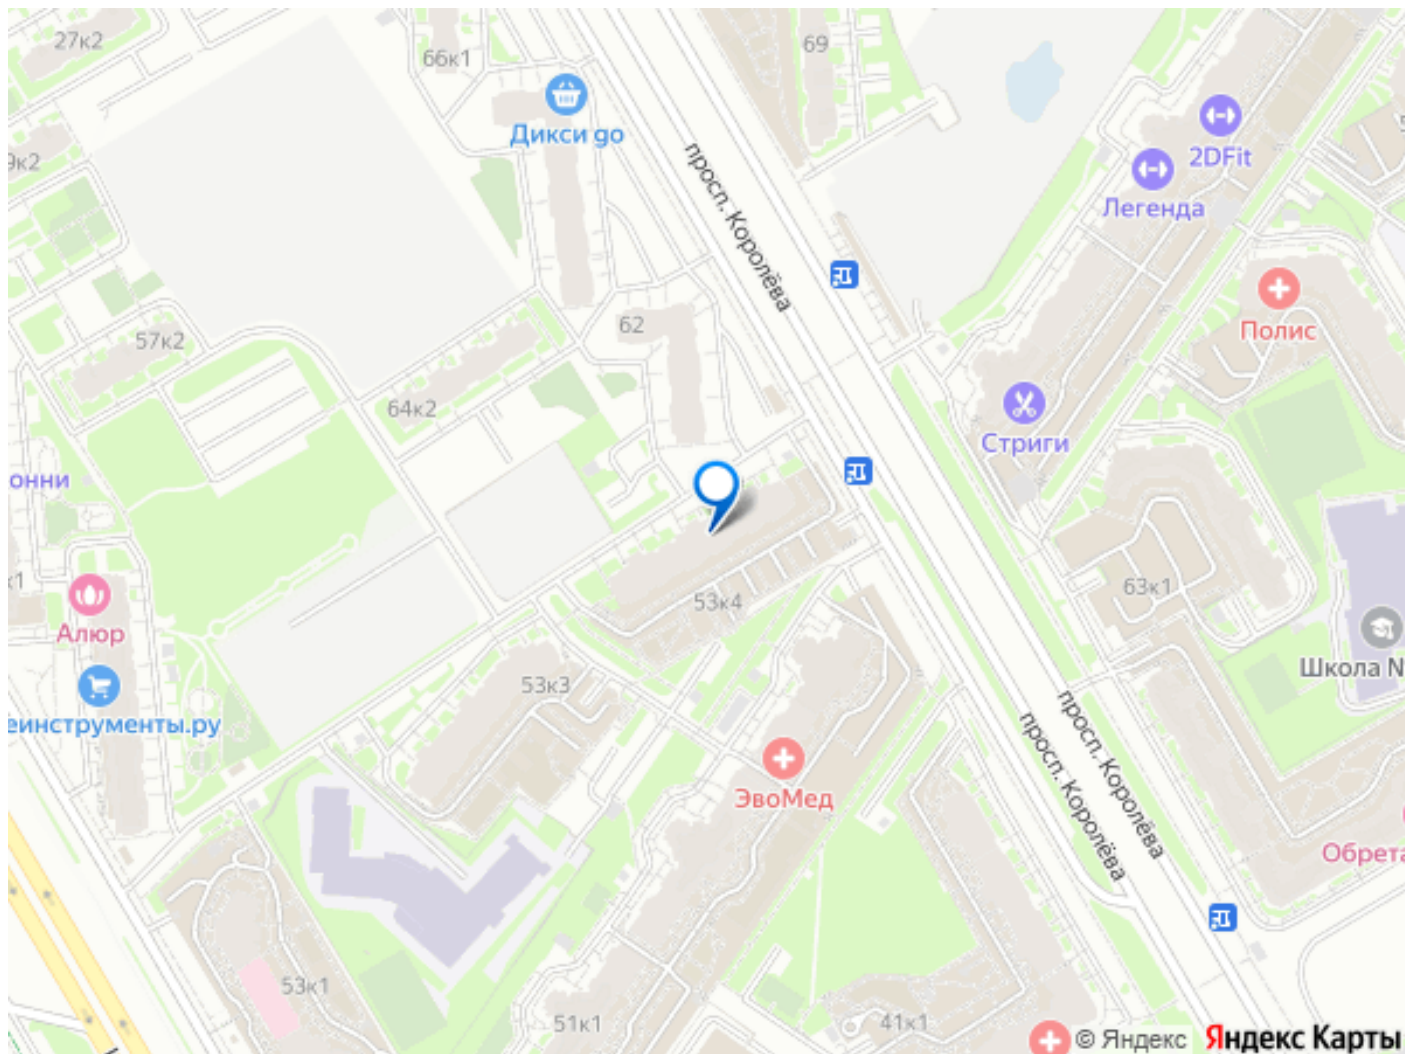 27к2
66к1
69
Дикси go
9к2
2DFit
Легенда
просп. Королёва
57к2
62
Полис
64к2
Стриги
онни
63к1
к1
53к4
Алюр
Школа N
53к3
еинструменты.ру
просп. Королёва
просп. Королёва
ЭвоМед
Обрета
53к1
51к1
41к1
© Яндекс Яндекс Карты